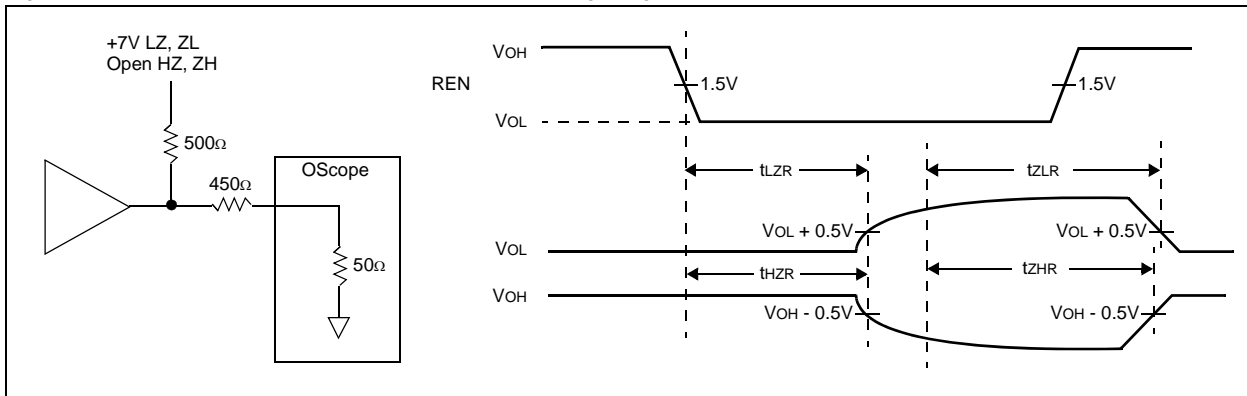 +7V LZ, ZL
Open HZ, ZH
500Ω
450Ω
OScope
50Ω
REN
VOH
1.5V
1.5V
VOL
tLZR
tZLR
VOL + 0.5V
VOL + 0.5V
VOL
tHZR
tZHR
VOH
VOH - 0.5V
VOH - 0.5V